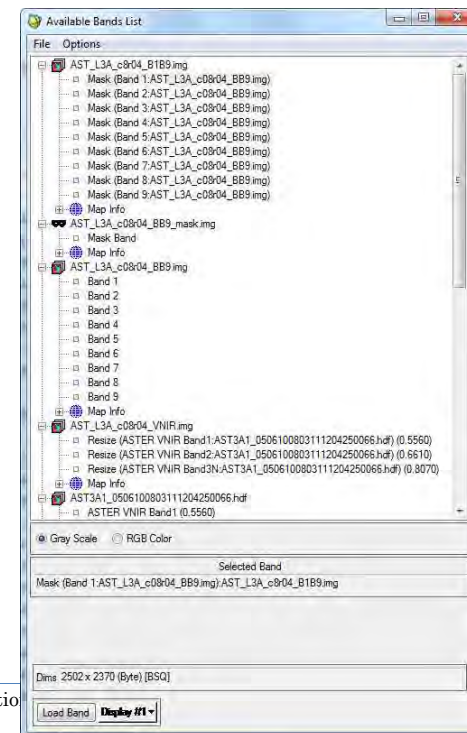 Available Bands List
File Options
AST_L3A_c8r04_B1B9.img
Mask (Band 1:AST_L3A_c08r04_BB9.img)
Mask (Band 2:AST_L3A_c08r04_BB9.img)
Mask (Band 3:AST_L3A_c08r04_BB9.img)
Mask (Band 4:AST_L3A_c08r04_BB9.img)
Mask (Band 5:AST_L3A_c08r04_BB9.img)
Mask (Band 6:AST_L3A_c08r04_BB9.img)
Mask (Band 7:AST_L3A_c08r04_BB9.img)
Mask (Band 8:AST_L3A_c08r04_BB9.img)
Mask (Band 9:AST_L3A_c08r04_BB9.img)
Map Info
AST_L3A_c08r04_BB9_mask.img
Mask Band
Map Info
AST_L3A_c08r04_BB9.img
Band 1
Band 2
Band 3
Band 4
Band 5
Band 6
Band 7
Band 8
Band 9
Map Info
AST_L3A_c08r04_VNIR.img
Resize (ASTER VNIR Band1:AST3A1_0506100803111204250066.hdf) (0.5560)
Resize (ASTER VNIR Band2:AST3A1_0506100803111204250066.hdf) (0.6610)
Resize (ASTER VNIR Band3N:AST3A1_0506100803111204250066.hdf) (0.8070)
Map Info
AST3A1_0506100803111204250066.hdf
ASTER VNIR Band1 (0.5560)
Gray Scale RGB Color
Selected Band
Mask (Band 1:AST_L3A_c08r04_BB9.img):AST_L3A_c8r04_B1B9.img
Dims 2502 x 2370 (Byte) [BSQ]
tio
Load Band Display #1